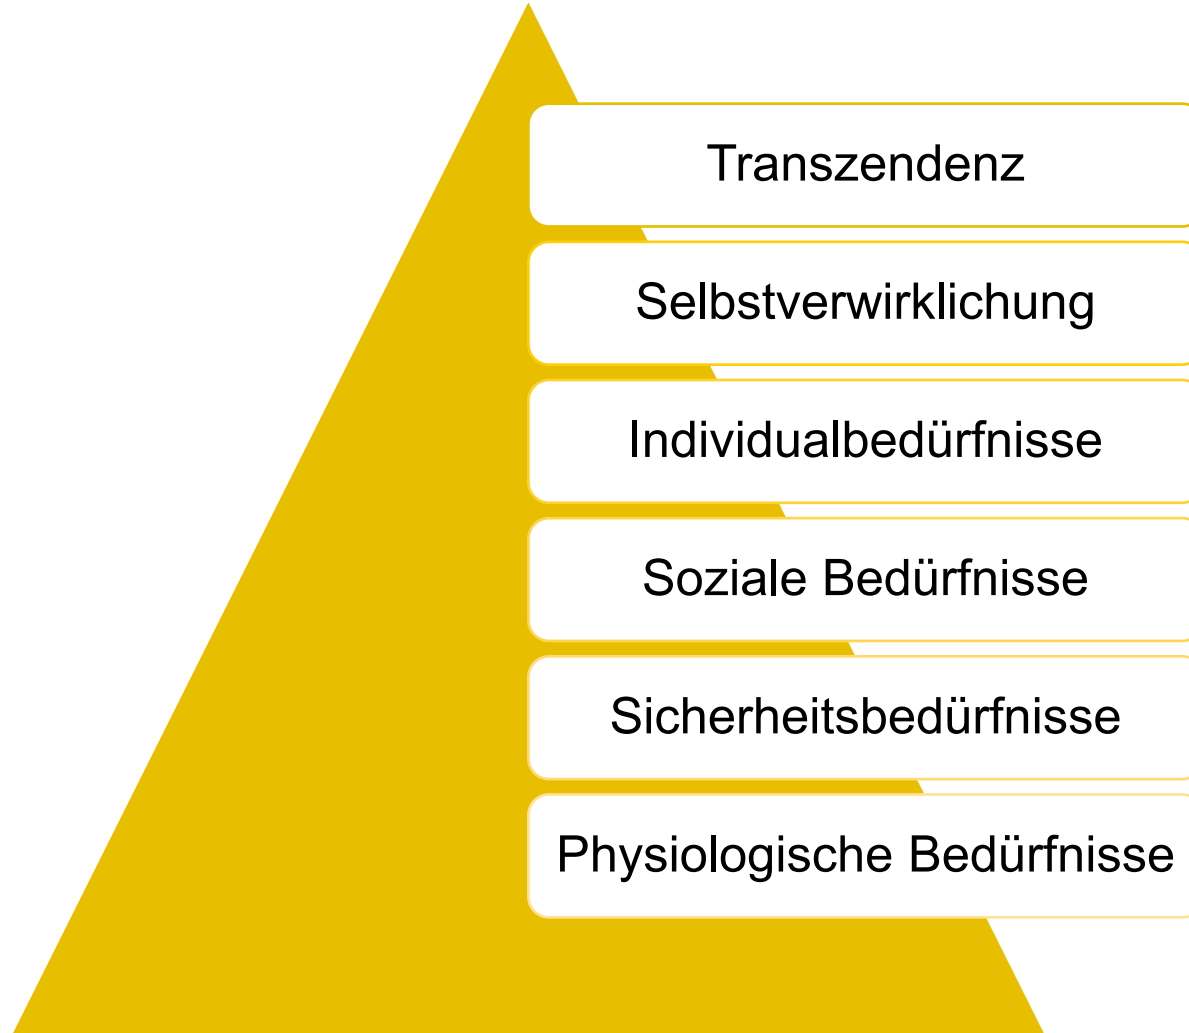 Transzendenz
Selbstverwirklichung
Individualbedürfnisse
Soziale Bedürfnisse
Sicherheitsbedürfnisse
Physiologische Bedürfnisse